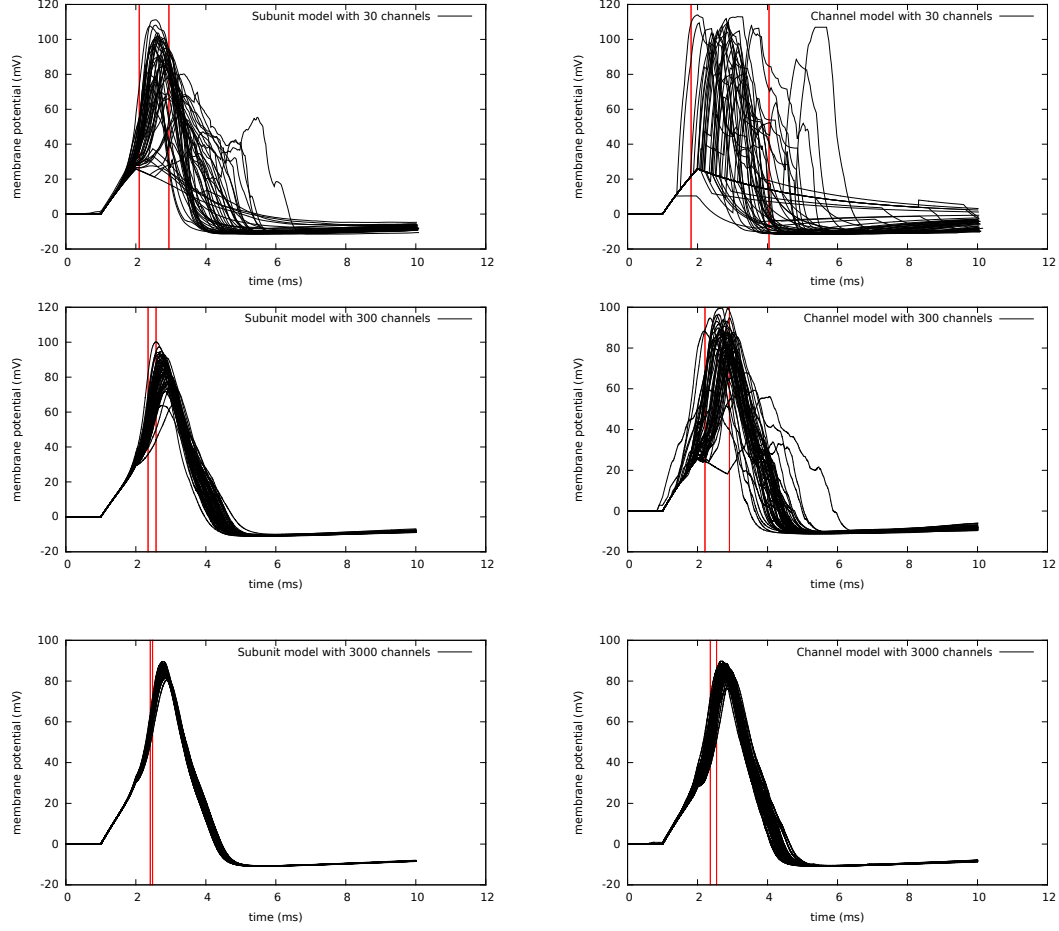 Subunit model with 30 channels
membrane potential (mV)
120
100
80
60
40
20
0
-20
0 2 4 6 8 10 12
time (ms)
Channel model with 30 channels
membrane potential (mV)
120
100
80
60
40
20
0
-20
0 2 4 6 8 10 12
time (ms)
Subunit model with 300 channels
membrane potential (mV)
120
100
80
60
40
20
0
-20
0 2 4 6 8 10 12
time (ms)
Channel model with 300 channels
membrane potential (mV)
100
80
60
40
20
0
-20
0 2 4 6 8 10 12
time (ms)
Subunit model with 3000 channels
membrane potential (mV)
100
80
60
40
20
0
-20
0 2 4 6 8 10 12
time (ms)
Channel model with 3000 channels
membrane potential (mV)
100
80
60
40
20
0
-20
0 2 4 6 8 10 12
time (ms)